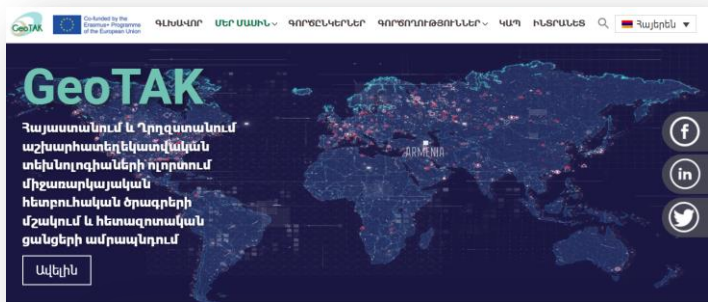 GeoTAK
Co-funded by the
Erasmus+ Programme
of the European Union
ԳԼԽԱՎՈՐ ՄԵՐ ՄԱՍԻՆ ԳՈՐԾԸՆԿԵՐՆԵՐ ԳՈՐԾՈՂՈՒԹՅՈՒՆՆԵՐ ԿԱՊ ԻՆՏՐԱՆԵՏ Հայերեն
GeoTAK
Հայաստանում և Ղրղզստանում
աշխարհատեղեկատվական
տեխնոլոգիաների ոլորտում
միջառարկայական
հետբուհական ծրագրերի
մշակում և հետազոտական
ցանցերի ամրապնդում
ARMENIA
Ավելին